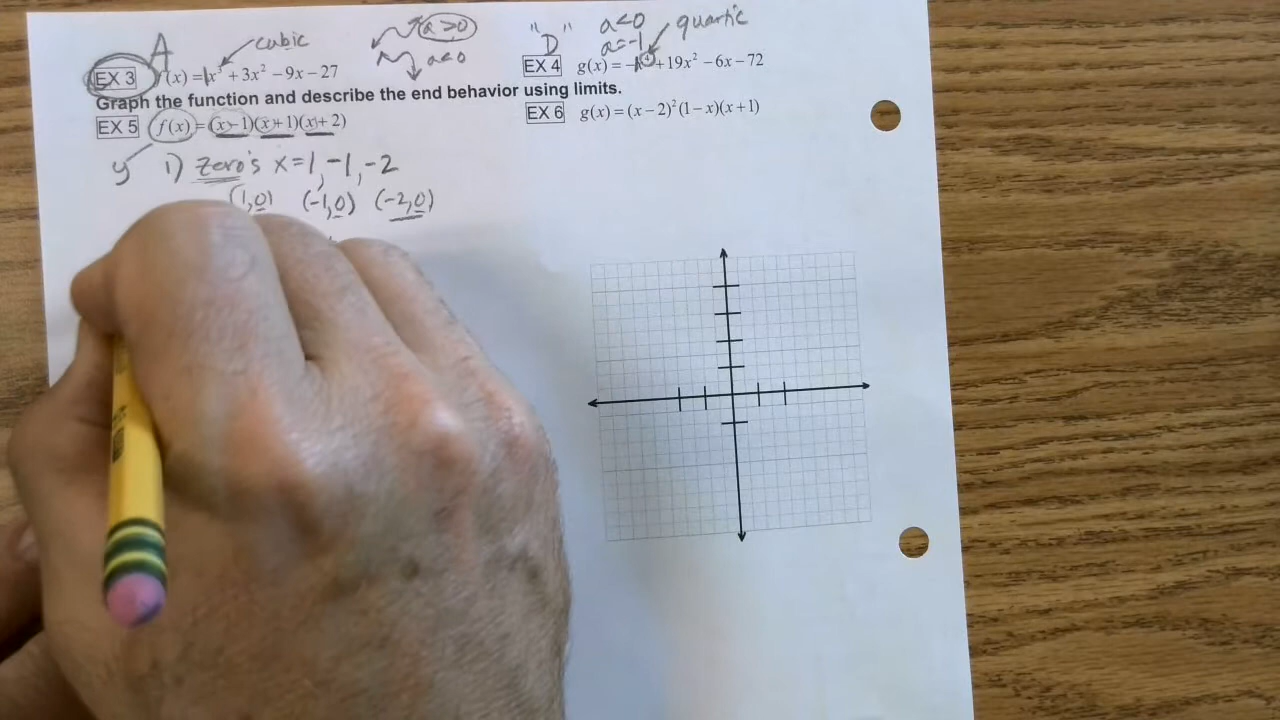 A cubic a>0 a<0
"D" a<0 quartic
a=-1
EX 3 f(x) = 1x³ + 3x² − 9x − 27
EX 4 g(x) = −1x⁴ + 19x² − 6x − 72
Graph the function and describe the end behavior using limits.
EX 5 f(x) = (x − 1)(x + 1)(x + 2)
EX 6 g(x) = (x − 2)²(1 − x)(x + 1)
y 1) Zero's x = 1, -1, -2
(1,0) (-1,0) (-2,0)